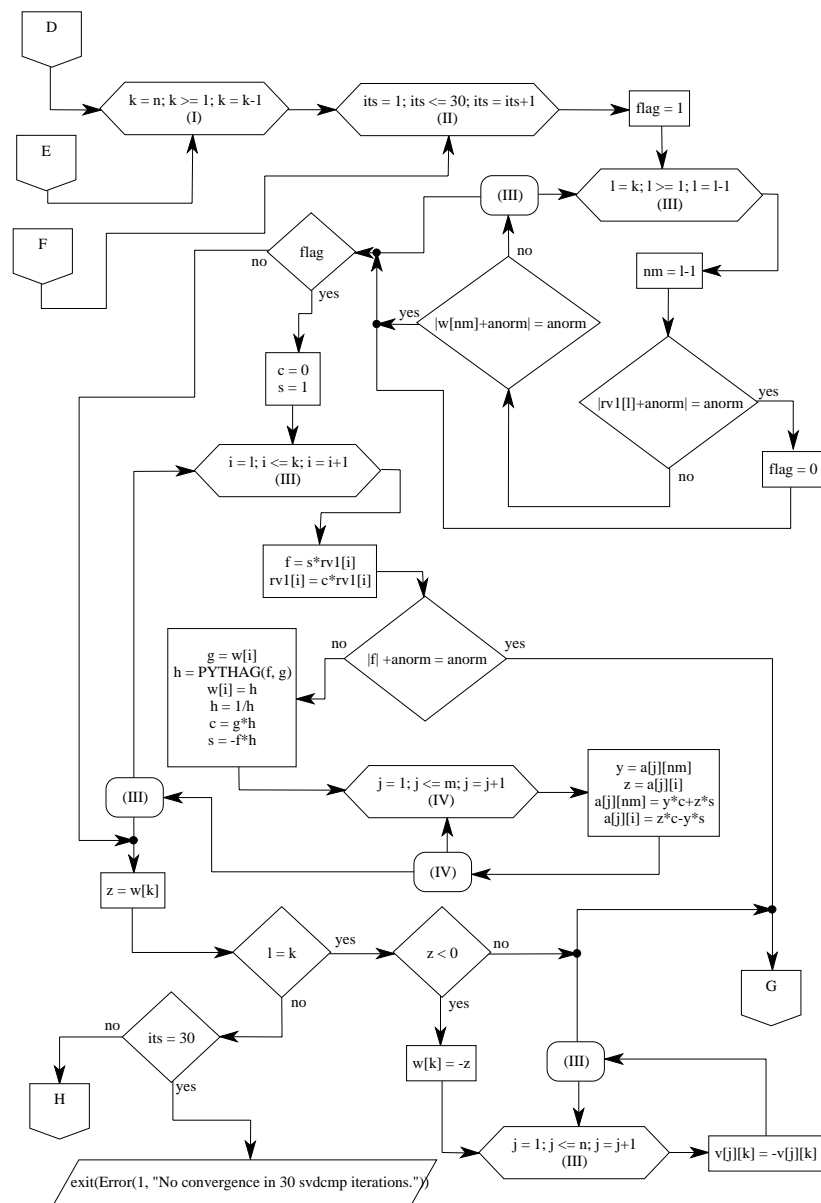 D
k = n; k >= 1; k = k-1
(I)
its = 1; its <= 30; its = its+1
(II)
flag = 1
E
l = k; l >= 1; l = l-1
(III)
(III)
F
flag
no
yes
no
nm = l-1
yes
|w[nm]+anorm| = anorm
c = 0
s = 1
|rv1[l]+anorm| = anorm
yes
no
flag = 0
i = l; i <= k; i = i+1
(III)
f = s*rv1[i]
rv1[i] = c*rv1[i]
no
yes
|f| +anorm = anorm
g = w[i]
h = PYTHAG(f, g)
w[i] = h
h = 1/h
c = g*h
s = -f*h
j = 1; j <= m; j = j+1
(IV)
y = a[j][nm]
z = a[j][i]
a[j][nm] = y*c+z*s
a[j][i] = z*c-y*s
(III)
(IV)
z = w[k]
l = k
yes
no
z < 0
no
yes
G
no
its = 30
yes
H
w[k] = -z
(III)
j = 1; j <= n; j = j+1
(III)
v[j][k] = -v[j][k]
exit(Error(1, "No convergence in 30 svdcmp iterations."))